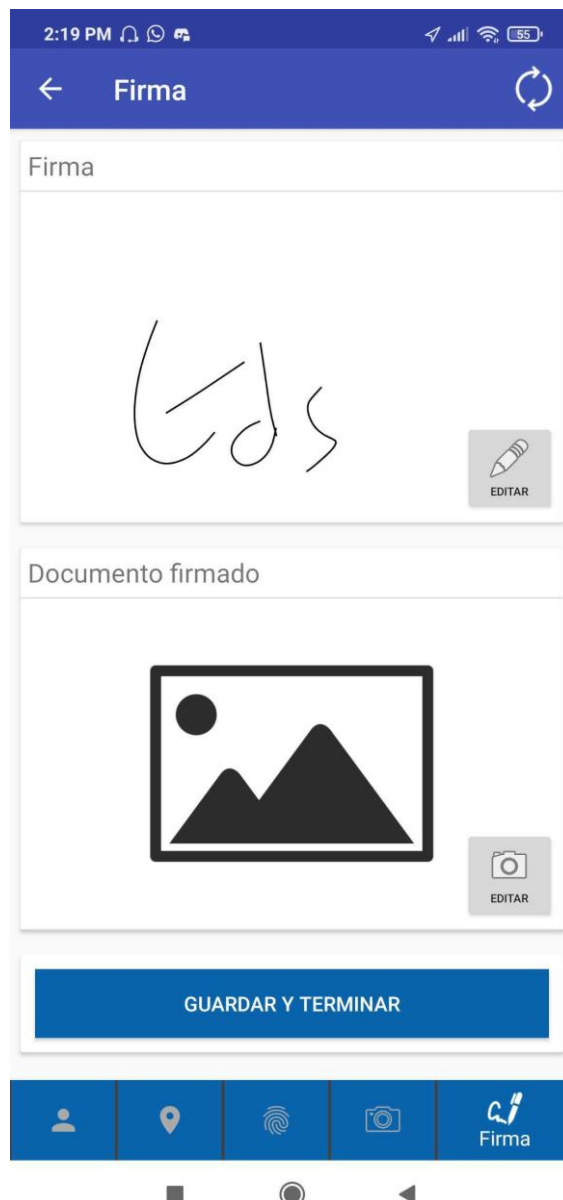 2:19 PM 55
Firma
Firma
EDITAR
Documento firmado
EDITAR
GUARDAR Y TERMINAR
Firma